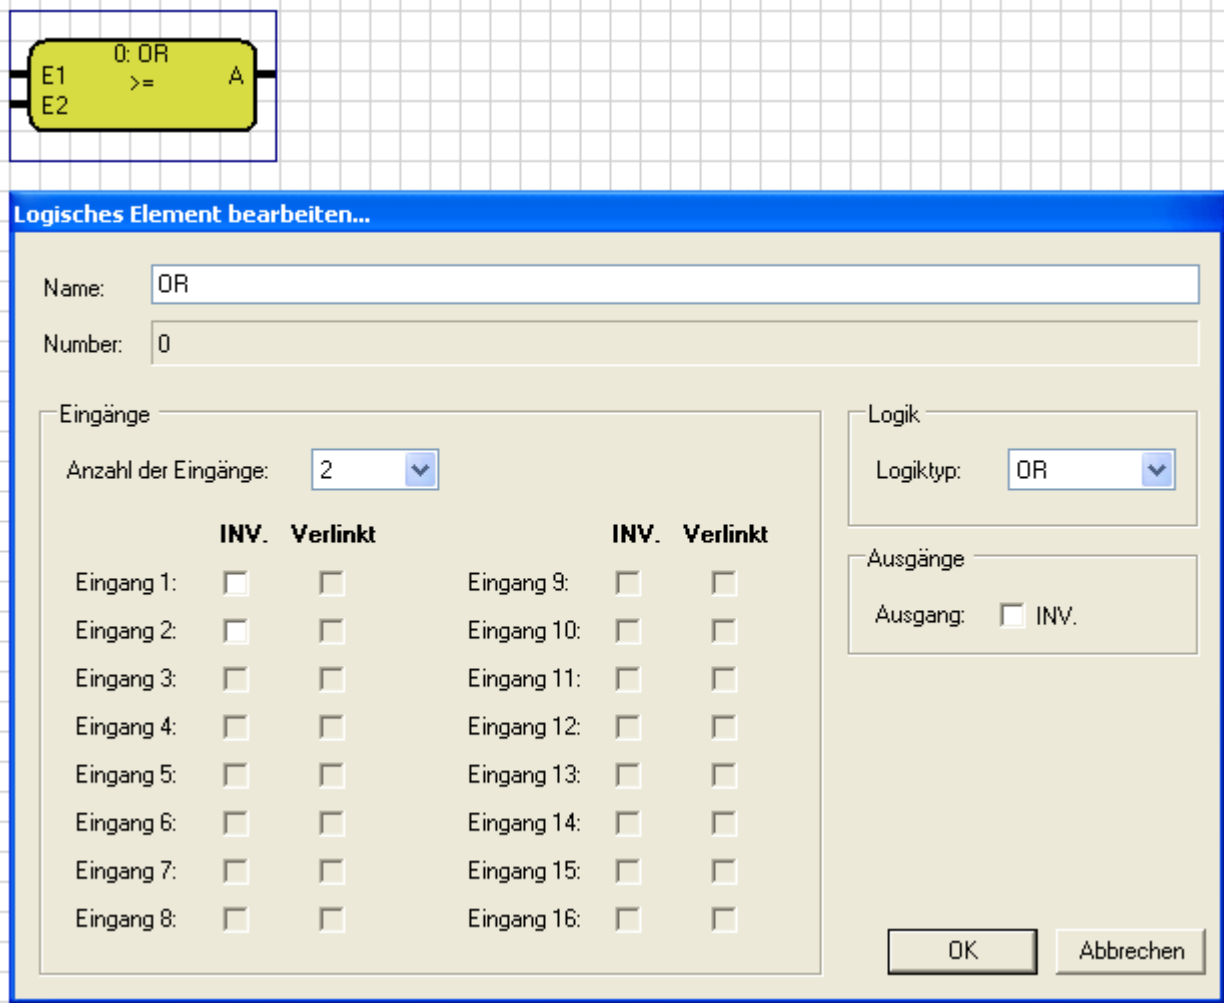 0: OR
E1 >= A
E2
Logisches Element bearbeiten...
Name: OR
Number: 0
Eingänge
Anzahl der Eingänge: 2
INV. Verlinkt INV. Verlinkt
Eingang 1: Eingang 9:
Eingang 2: Eingang 10:
Eingang 3: Eingang 11:
Eingang 4: Eingang 12:
Eingang 5: Eingang 13:
Eingang 6: Eingang 14:
Eingang 7: Eingang 15:
Eingang 8: Eingang 16:
Logik
Logiktyp: OR
Ausgänge
Ausgang: INV.
OK Abbrechen